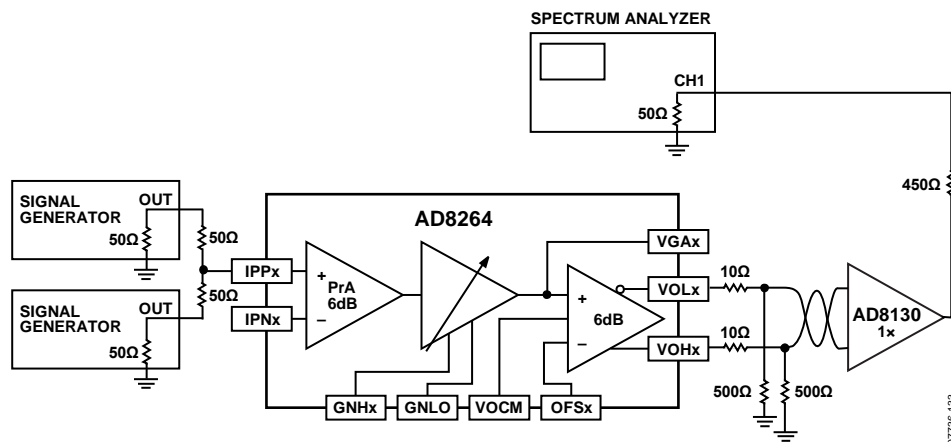 SPECTRUM ANALYZER
CH1
50Ω
450Ω
SIGNAL
GENERATOR
OUT
50Ω
50Ω
SIGNAL
GENERATOR
OUT
50Ω
50Ω
AD8264
IPPx
IPNx
+
PrA
6dB
−
+
6dB
−
VGAx
VOLx
VOHx
10Ω
10Ω
AD8130
1×
500Ω
500Ω
GNHx
GNLO
VOCM
OFSx